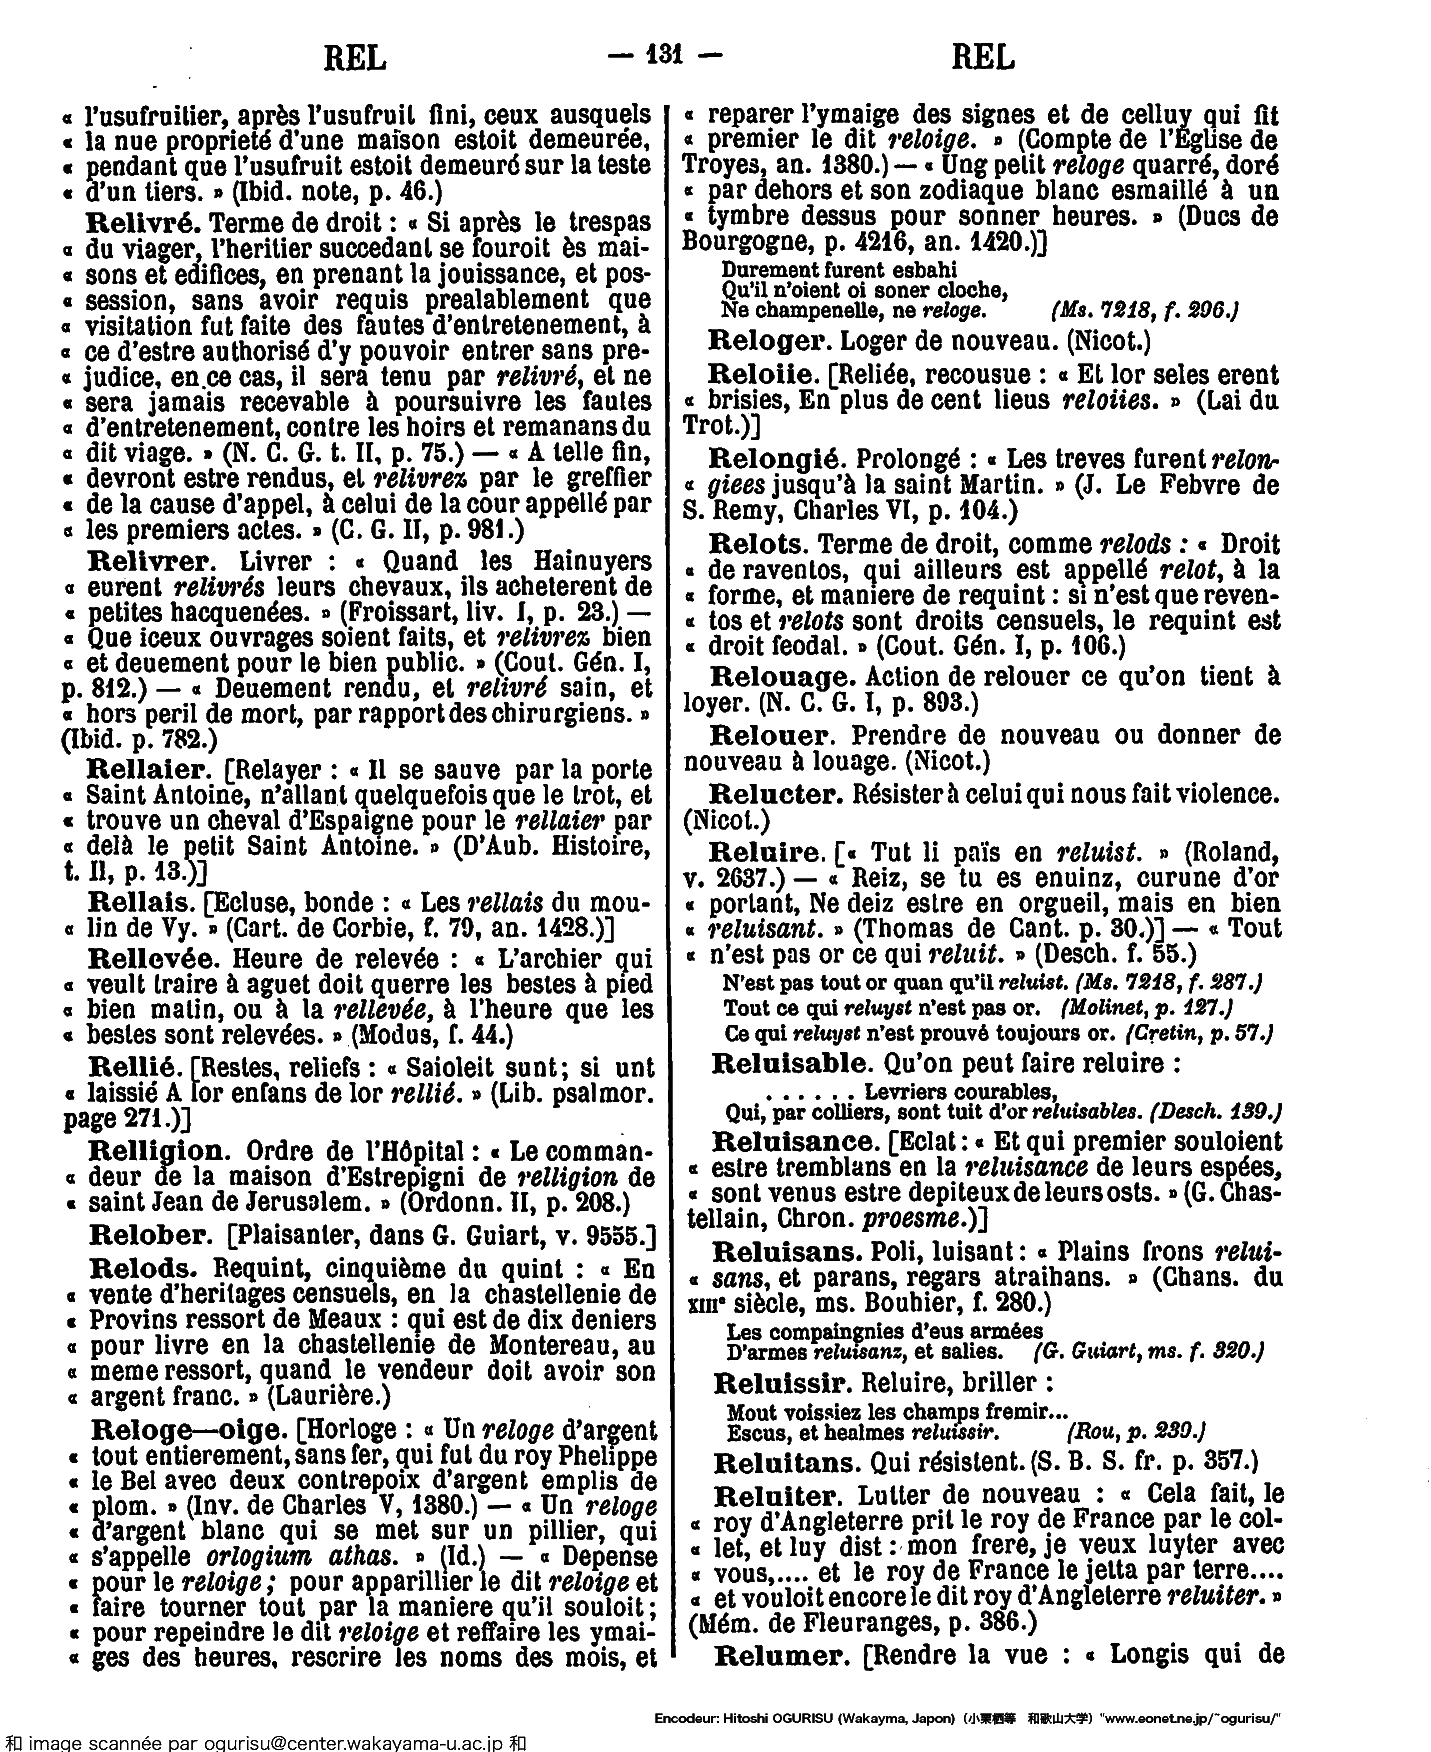 REL — 131 — REL
« l'usufruitier, après l'usufruit fini, ceux ausquels
« la nue proprieté d'une maison estoit demeurée,
« pendant que l'usufruit estoit demeuré sur la teste
« d'un tiers. » (Ibid. note, p. 46.)
Relivré. Terme de droit : « Si après le trespas
« du viager, l'heritier succedant se fouroit ès mai-
« sons et edifices, en prenant la jouissance, et pos-
« session, sans avoir requis prealablement que
« visitation fut faite des fautes d'entretenement, à
« ce d'estre authorisé d'y pouvoir entrer sans pre-
« judice, en ce cas, il sera tenu par relivré, et ne
« sera jamais recevable à poursuivre les fautes
« d'entretenement, contre les hoirs et remanans du
« dit viage. » (N. C. G. t. II, p. 75.) — « A telle fin,
« devront estre rendus, et relivrez par le greffier
« de la cause d'appel, à celui de la cour appellé par
« les premiers actes. » (C. G. II, p. 981.)
Relivrer. Livrer : « Quand les Hainuyers
« eurent relivrés leurs chevaux, ils acheterent de
« petites hacquenées. » (Froissart, liv. I, p. 23.) —
« Que iceux ouvrages soient faits, et relivrez bien
« et deuement pour le bien public. » (Cout. Gén. I,
p. 812.) — « Deuement rendu, et relivré sain, et
« hors peril de mort, par rapport des chirurgiens. »
(Ibid. p. 782.)
Rellaier. [Relayer : « Il se sauve par la porte
« Saint Antoine, n'allant quelquefois que le trot, et
« trouve un cheval d'Espaigne pour le rellaier par
« delà le petit Saint Antoine. » (D'Aub. Histoire,
t. II, p. 13.)]
Rellais. [Ecluse, bonde : « Les rellais du mou-
« lin de Vy. » (Cart. de Corbie, f. 79, an. 1428.)]
Rellevée. Heure de relevée : « L'archier qui
« veult traire à aguet doit querre les bestes à pied
« bien matin, ou à la rellevée, à l'heure que les
« bestes sont relevées. » (Modus, f. 44.)
Rellié. [Restes, reliefs : « Saioleit sunt; si unt
« laissié A lor enfans de lor rellié. » (Lib. psalmor.
page 271.)]
Relligion. Ordre de l'Hôpital : « Le comman-
« deur de la maison d'Estrepigni de relligion de
« saint Jean de Jerusalem. » (Ordonn. II, p. 208.)
Relober. [Plaisanter, dans G. Guiart, v. 9555.]
Relods. Requint, cinquième du quint : « En
« vente d'heritages censuels, en la chastellenie de
« Provins ressort de Meaux : qui est de dix deniers
« pour livre en la chastellenie de Montereau, au
« meme ressort, quand le vendeur doit avoir son
« argent franc. » (Laurière.)
Reloge—oige. [Horloge : « Un reloge d'argent
« tout entierement, sans fer, qui fut du roy Phelippe
« le Bel avec deux contrepoix d'argent emplis de
« plom. » (Inv. de Charles V, 1380.) — « Un reloge
« d'argent blanc qui se met sur un pillier, qui
« s'appelle orlogium athas. » (Id.) — « Depense
« pour le reloige; pour apparillier le dit reloige et
« faire tourner tout par la maniere qu'il souloit;
« pour repeindre le dit reloige et reffaire les ymai-
« ges des heures, rescrire les noms des mois, et
« reparer l'ymaige des signes et de celluy qui fit
« premier le dit reloige. » (Compte de l'Église de
Troyes, an. 1380.) — « Ung petit reloge quarré, doré
« par dehors et son zodiaque blanc esmaillé à un
« tymbre dessus pour sonner heures. » (Ducs de
Bourgogne, p. 4216, an. 1420.)]
Durement furent esbahi
Qu'il n'oient oi soner cloche,
Ne champenelle, ne reloge. (Ms. 7218, f. 296.)
Reloger. Loger de nouveau. (Nicot.)
Reloiie. [Reliée, recousue : « Et lor seles erent
« brisies, En plus de cent lieus reloiies. » (Lai du
Trot.)]
Relongié. Prolongé : « Les treves furent relon-
« giees jusqu'à la saint Martin. » (J. Le Febvre de
S. Remy, Charles VI, p. 104.)
Relots. Terme de droit, comme relods : « Droit
« de raventos, qui ailleurs est appellé relot, à la
« forme, et maniere de requint : si n'est que reven-
« tos et relots sont droits censuels, le requint est
« droit feodal. » (Cout. Gén. I, p. 106.)
Relouage. Action de relouer ce qu'on tient à
loyer. (N. C. G. I, p. 893.)
Relouer. Prendre de nouveau ou donner de
nouveau à louage. (Nicot.)
Relucter. Résister à celui qui nous fait violence.
(Nicot.)
Reluire. [« Tut li païs en reluist. » (Roland,
v. 2637.) — « Reiz, se tu es enuinz, curune d'or
« portant, Ne deiz estre en orgueil, mais en bien
« reluisant. » (Thomas de Cant. p. 30.)] — « Tout
« n'est pas or ce qui reluit. » (Desch. f. 55.)
N'est pas tout or quan qu'il reluist. (Ms. 7218, f. 287.)
Tout ce qui reluyst n'est pas or. (Molinet, p. 127.)
Ce qui reluyst n'est prouvé toujours or. (Cretin, p. 57.)
Reluisable. Qu'on peut faire reluire :
. . . . . . Levriers courables,
Qui, par colliers, sont tuit d'or reluisables. (Desch. 139.)
Reluisance. [Eclat : « Et qui premier souloient
« estre tremblans en la reluisance de leurs espées,
« sont venus estre depiteux de leurs osts. » (G. Chas-
tellain, Chron. proesme.)]
Reluisans. Poli, luisant : « Plains frons relui-
« sans, et parans, regars atraihans. » (Chans. du
XIIIe siècle, ms. Bouhier, f. 280.)
Les compaingnies d'eus armées
D'armes reluisanz, et salies. (G. Guiart, ms. f. 320.)
Reluissir. Reluire, briller :
Mout voissiez les champs fremir...
Escus, et healmes reluissir. (Rou, p. 239.)
Reluitans. Qui résistent. (S. B. S. fr. p. 357.)
Reluiter. Lutter de nouveau : « Cela fait, le
« roy d'Angleterre prit le roy de France par le col-
« let, et luy dist : mon frere, je veux luyter avec
« vous,.... et le roy de France le jetta par terre....
« et vouloit encore le dit roy d'Angleterre reluiter. »
(Mém. de Fleuranges, p. 386.)
Relumer. [Rendre la vue : « Longis qui de
Encodeur: Hitoshi OGURISU (Wakayma, Japon) (小栗栖等 和歌山大学) "www.eonet.ne.jp/~ogurisu/"
和 image scannée par ogurisu@center.wakayama-u.ac.jp 和